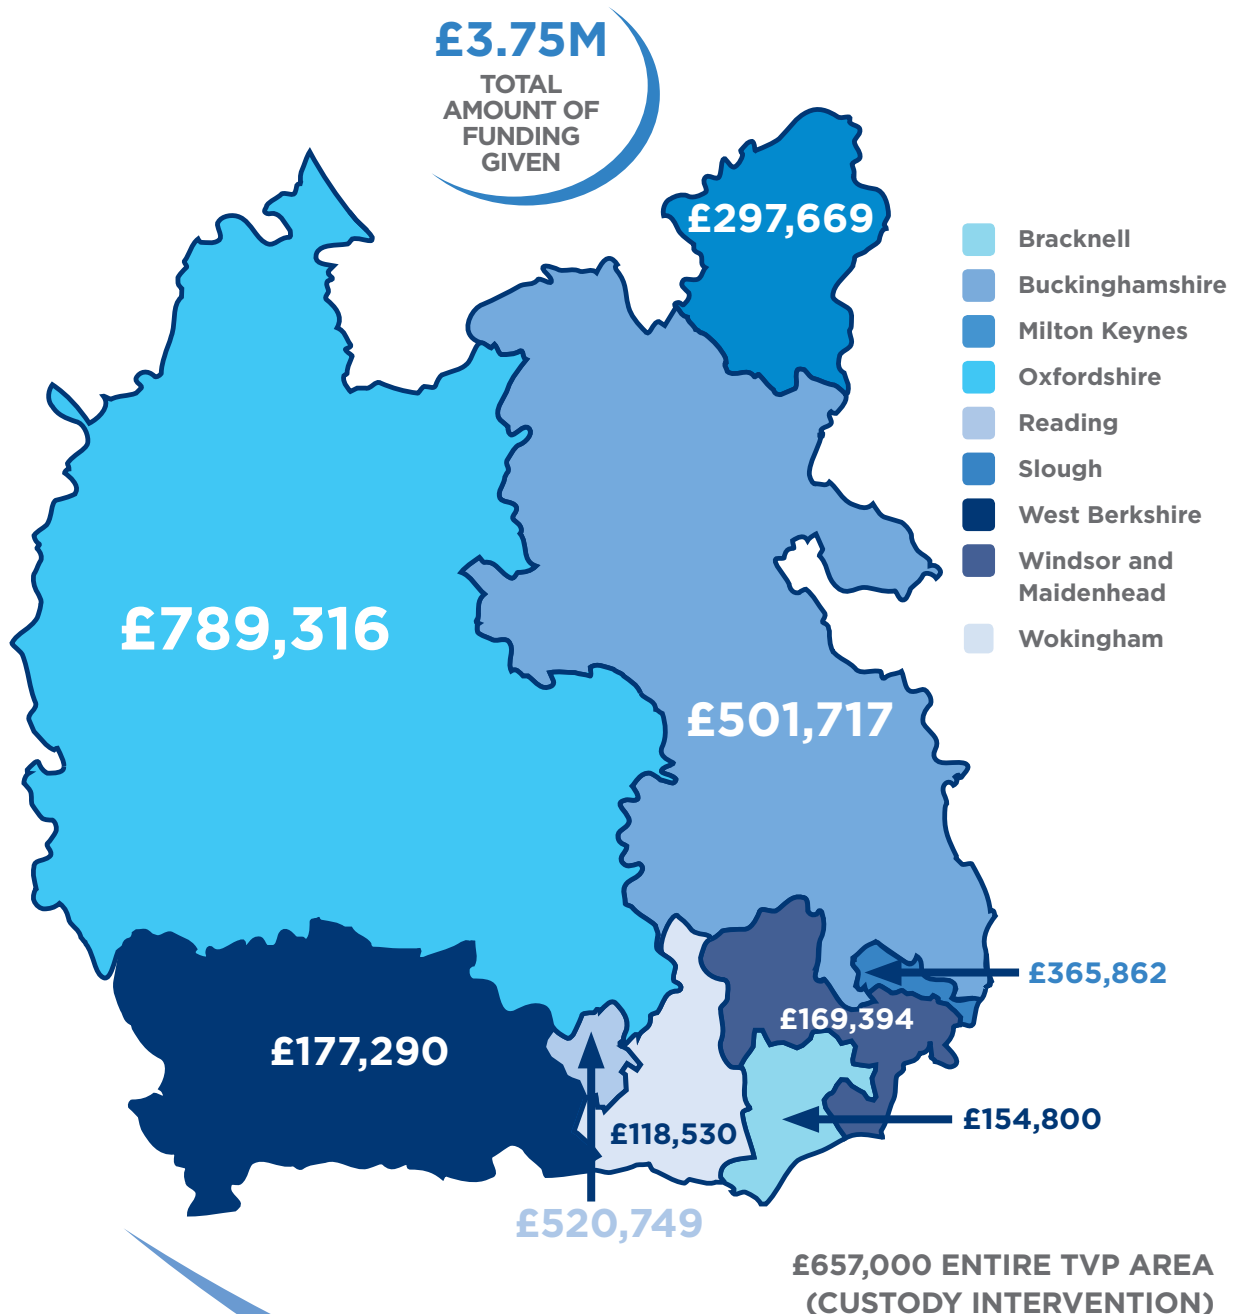 £3.75M
TOTAL
AMOUNT OF
FUNDING
GIVEN
£297,669
Bracknell
Buckinghamshire
Milton Keynes
Oxfordshire
Reading
Slough
West Berkshire
Windsor and
Maidenhead
Wokingham
£789,316
£501,717
£365,862
£169,394
£177,290
£154,800
£118,530
£520,749
£657,000 ENTIRE TVP AREA
(CUSTODY INTERVENTION)